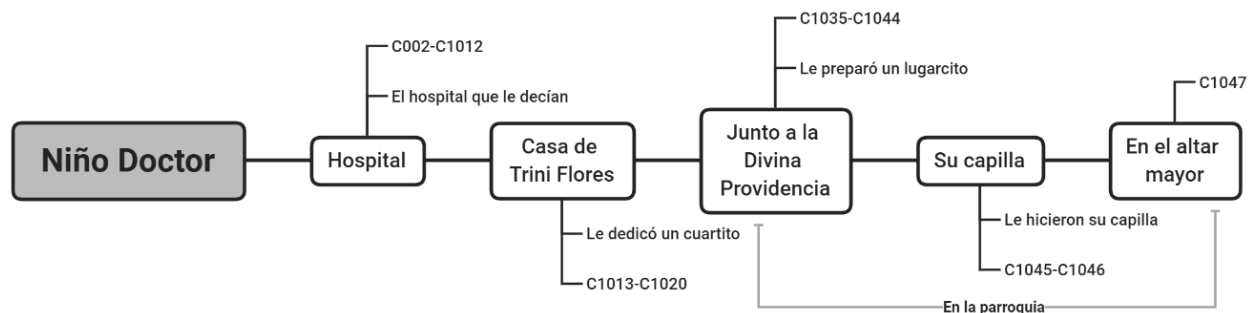 Niño Doctor
Hospital
C002-C1012
El hospital que le decían
Casa de
Trini Flores
Le dedicó un cuartito
C1013-C1020
Junto a la
Divina
Providencia
C1035-C1044
Le preparó un lugarcito
Su capilla
Le hicieron su capilla
C1045-C1046
En el altar
mayor
C1047
En la parroquia